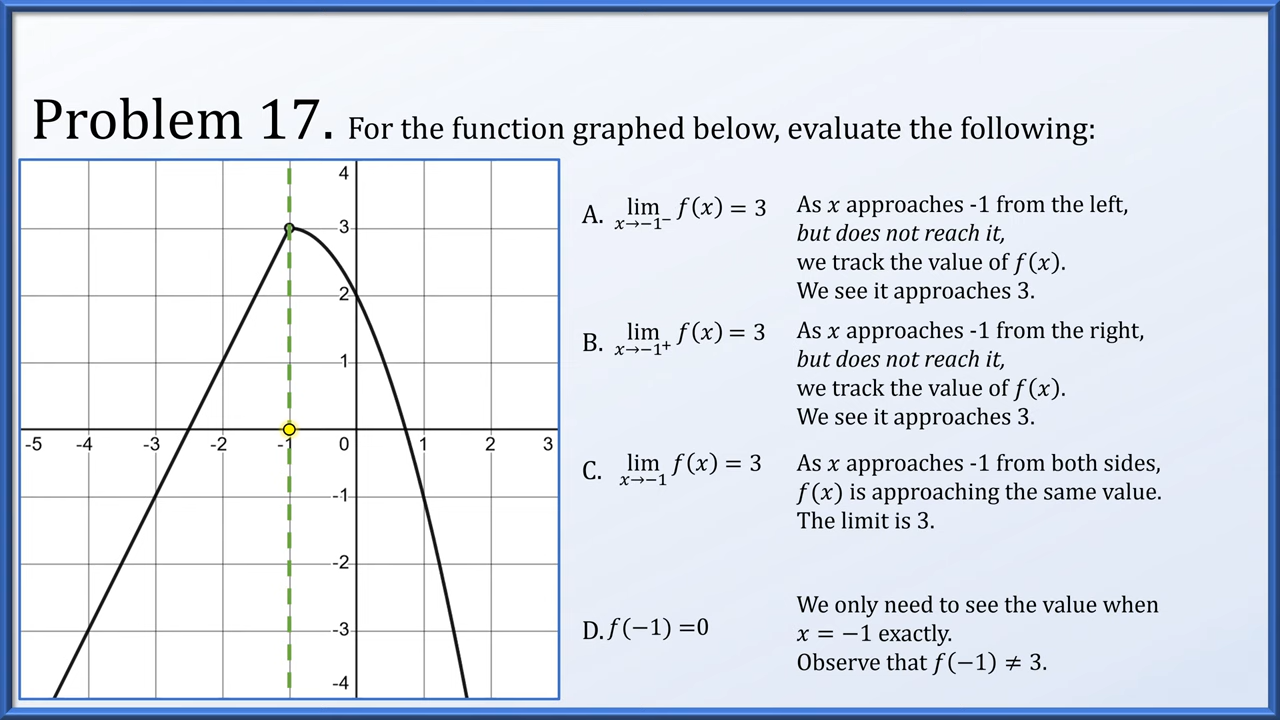 Problem 17. For the function graphed below, evaluate the following:
4
3
2
1
-5 -4 -3 -2 -1 0 1 2 3
-1
-2
-3
-4
A. lim x→−1⁻ f(x) = 3
As x approaches -1 from the left,
but does not reach it,
we track the value of f(x).
We see it approaches 3.
B. lim x→−1⁺ f(x) = 3
As x approaches -1 from the right,
but does not reach it,
we track the value of f(x).
We see it approaches 3.
C. lim x→−1 f(x) = 3
As x approaches -1 from both sides,
f(x) is approaching the same value.
The limit is 3.
D. f(−1) =0
We only need to see the value when
x = −1 exactly.
Observe that f(−1) ≠ 3.